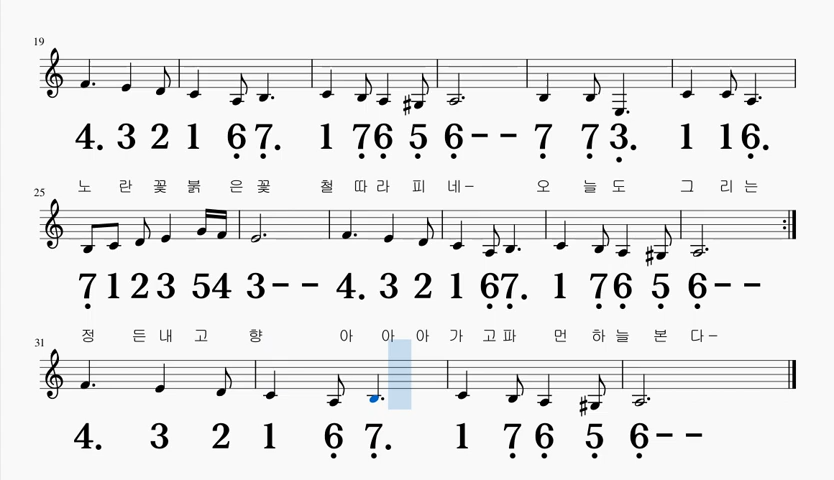 19
4. 3 2 1 6 7. 1 7 6 5 6 – – 7 7 3. 1 1 6.
노 란 꽃 붉 은 꽃 철 따 라 피 네– 오 늘 도 그 리 는
25
7 1 2 3 5 4 3 – – 4. 3 2 1 6 7. 1 7 6 5 6 – –
정 든 내 고 향 아 아 아 가 고 파 먼 하 늘 본 다–
31
4. 3 2 1 6 7. 1 7 6 5 6 – –